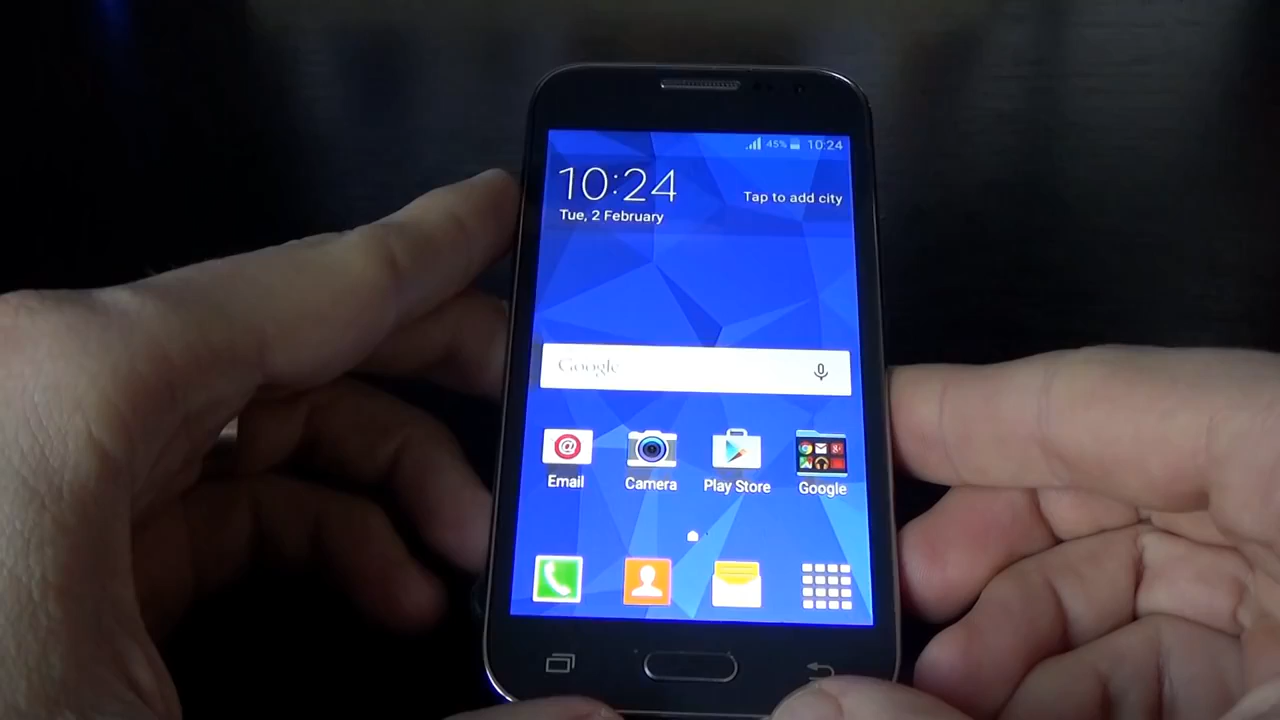 45% 10:24
10:24
Tap to add city
Tue, 2 February
Google
Email
Camera
Play Store
Google